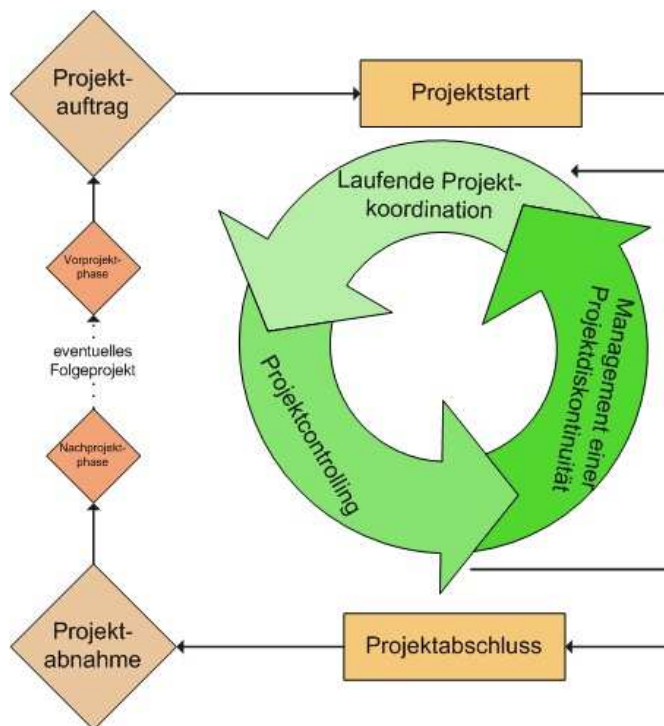 Projekt-
auftrag
Projektstart
Laufende Projekt-
koordination
Vorprojekt-
phase
Management einer
Projektdiskontinuität
eventuelles
Folgeprojekt
Projektcontrolling
Nachprojekt-
phase
Projekt-
abnahme
Projektabschluss